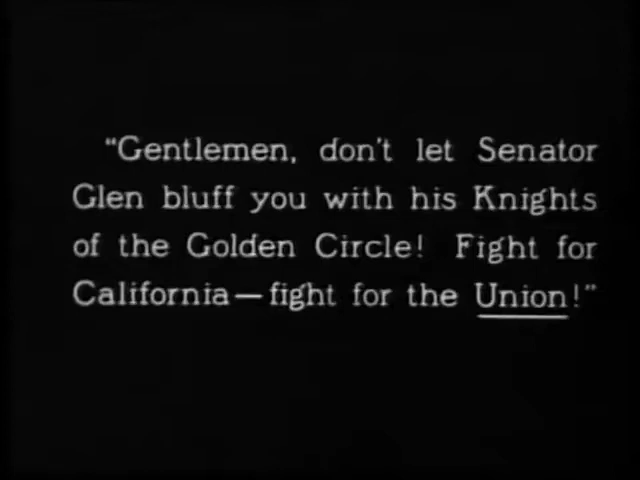 "Gentlemen, don't let Senator
Glen bluff you with his Knights
of the Golden Circle! Fight for
California—fight for the Union!"